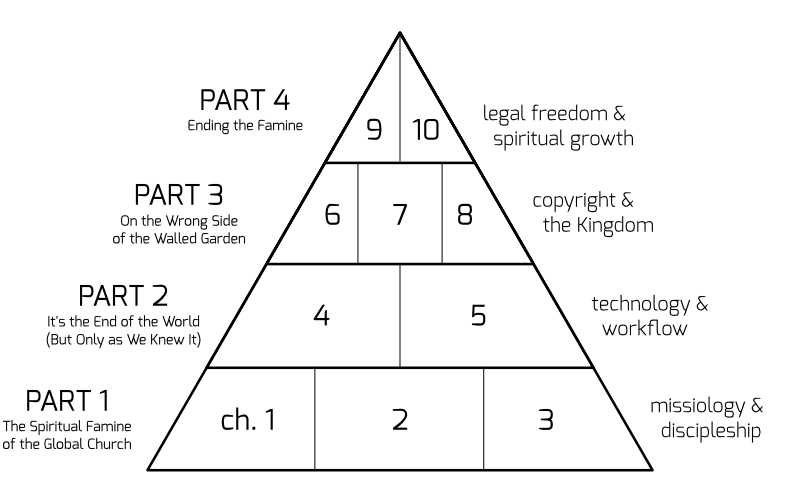 PART 4
Ending the Famine
9
10
legal freedom &
spiritual growth
PART 3
On the Wrong Side
of the Walled Garden
6
7
8
copyright &
the Kingdom
PART 2
It's the End of the World
(But Only as We Knew It)
4
5
technology &
workflow
PART 1
The Spiritual Famine
of the Global Church
ch. 1
2
3
missiology &
discipleship